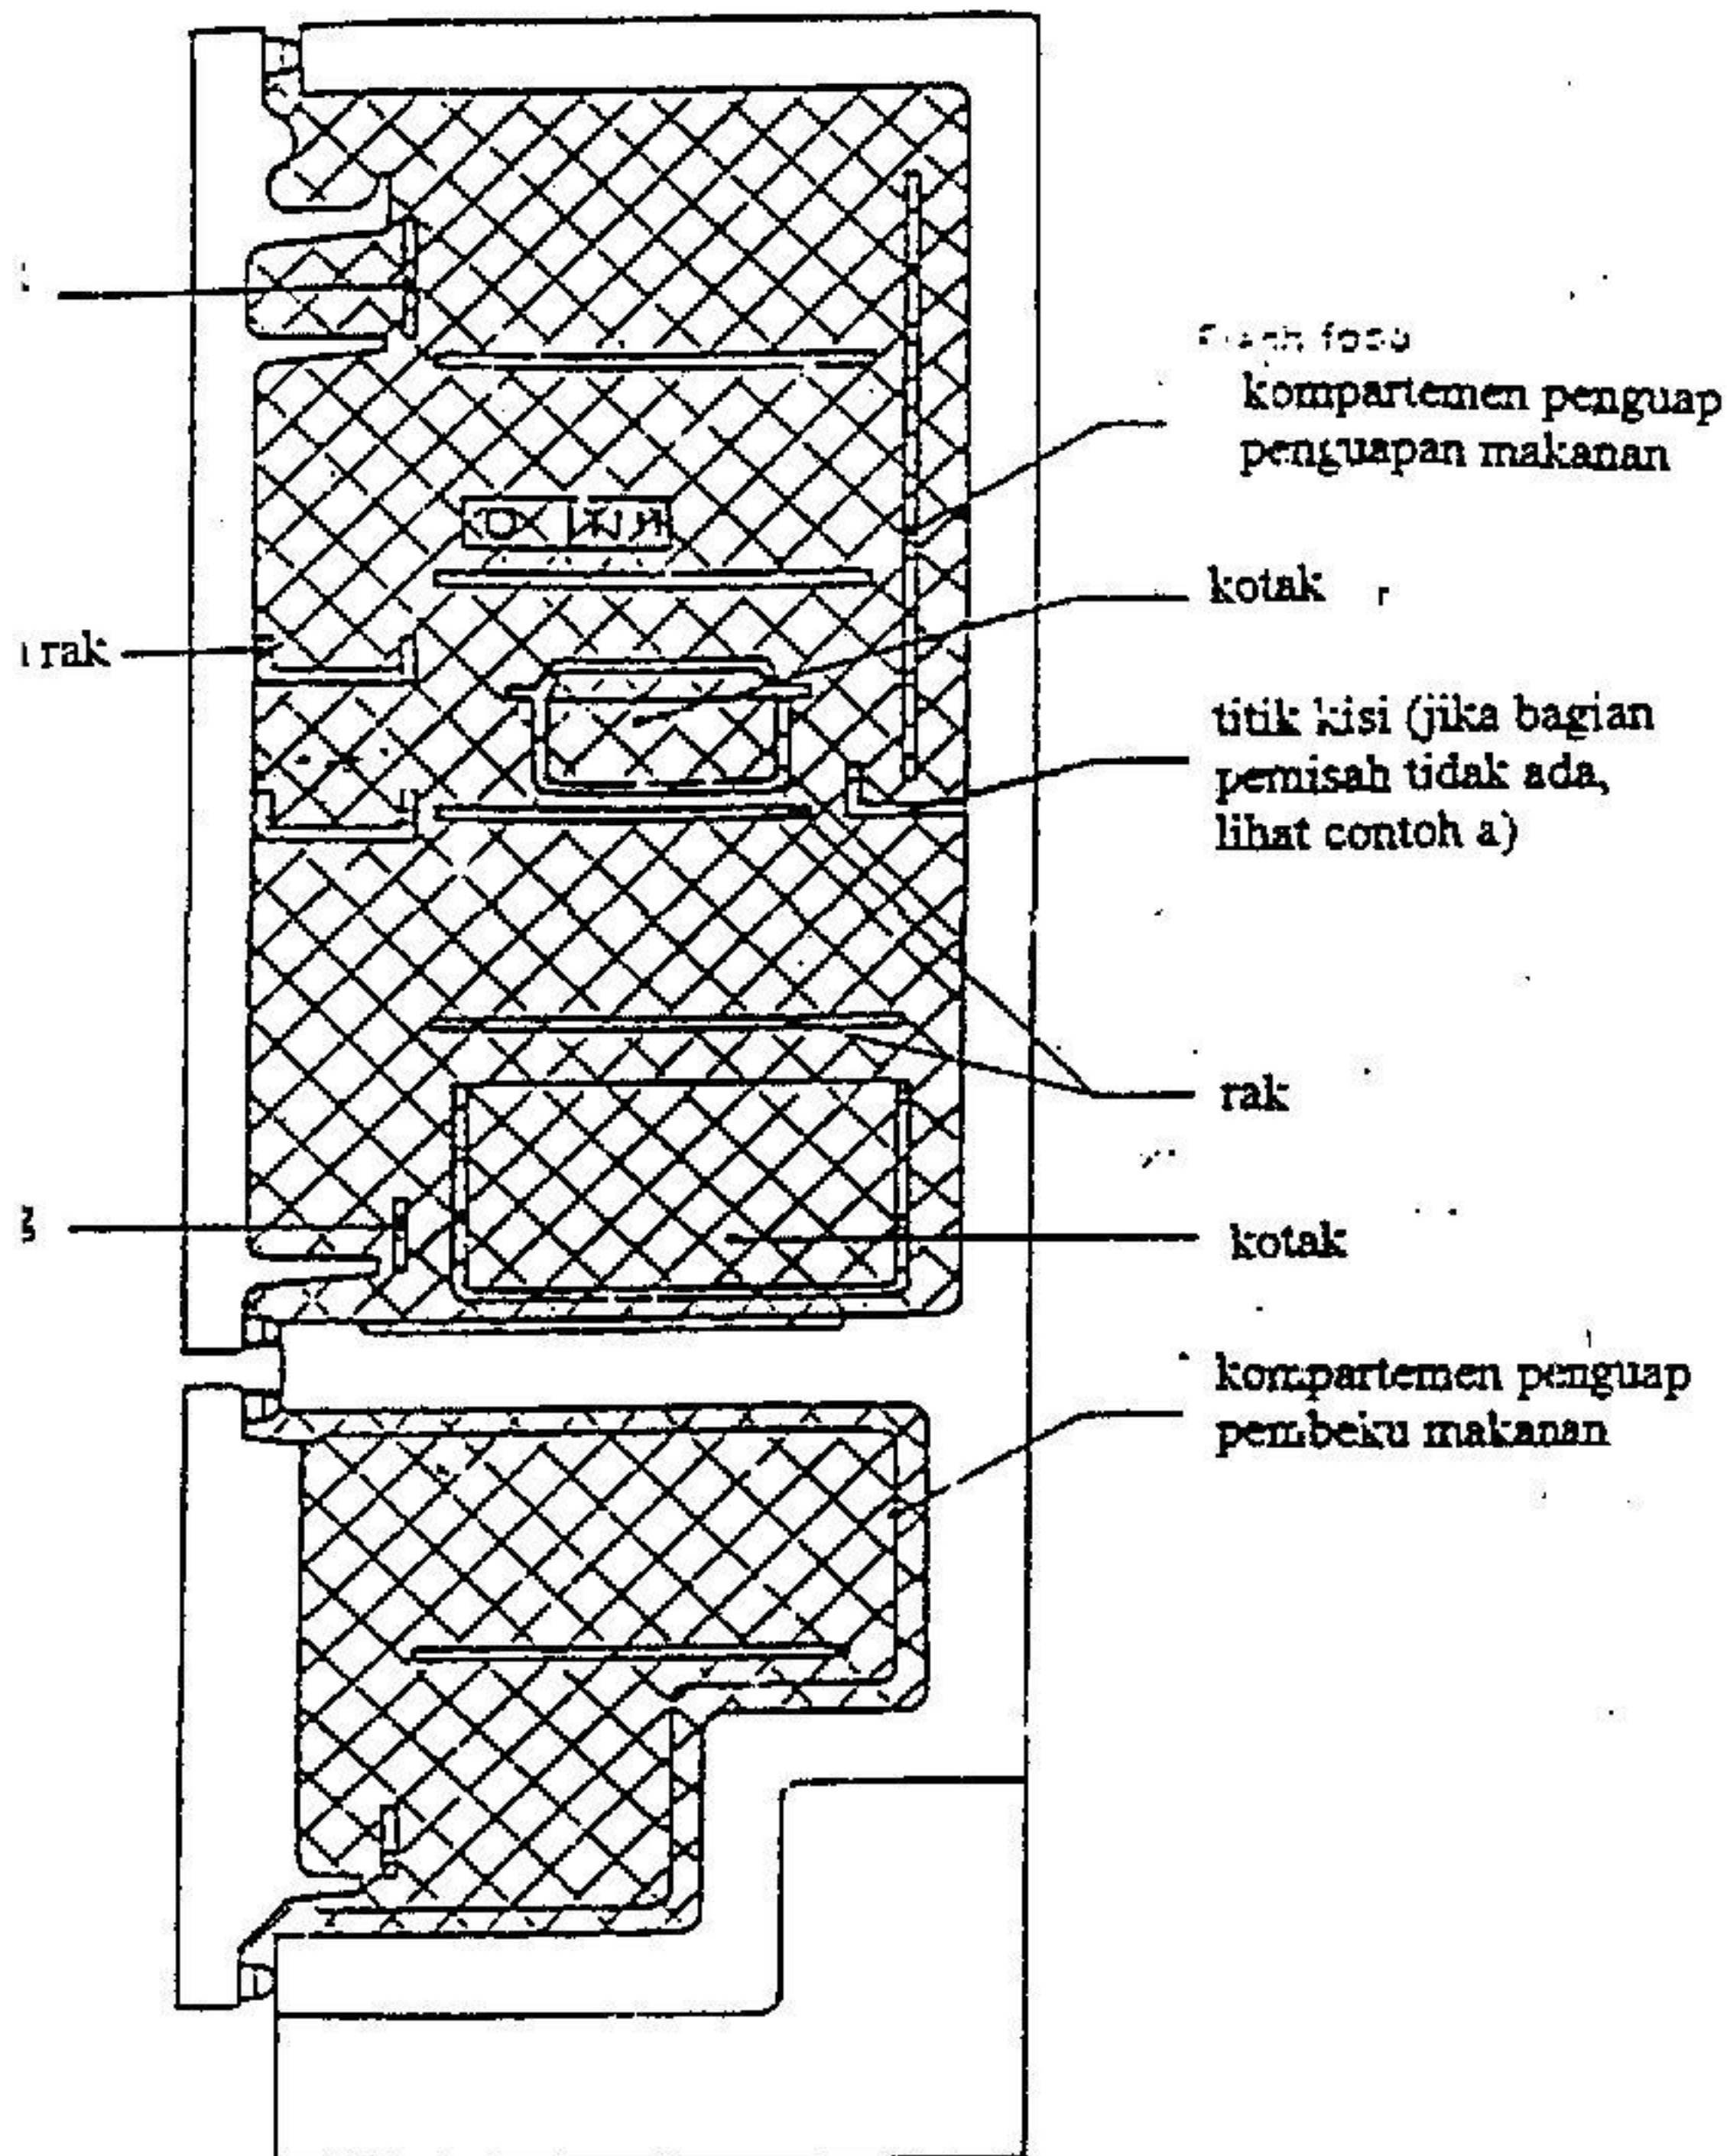 kompartemen penguap
penguapan makanan
kotak
rak
titik kisi (jika bagian
pemisah tidak ada,
lihat contoh a)
rak
kotak
kompartemen penguap
pembeku makanan